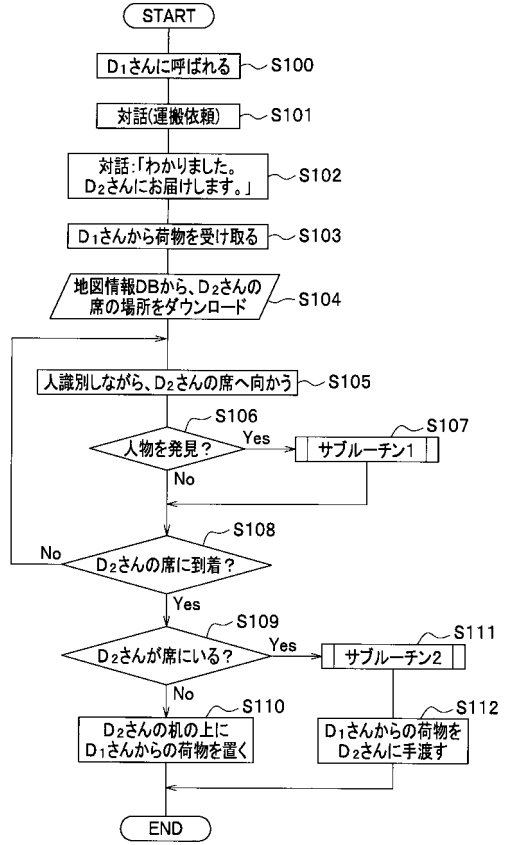 START
D₁さんに呼ばれる
S100
対話(運搬依頼)
S101
対話:「わかりました。
D₂さんにお届けします。」
S102
D₁さんから荷物を受け取る
S103
地図情報DBから、D₂さんの
席の場所をダウンロード
S104
人識別しながら、D₂さんの席へ向かう
S105
S106
人物を発見?
Yes
No
S107
サブルーチン1
S108
D₂さんの席に到着?
No
Yes
S109
D₂さんが席にいる?
Yes
No
S111
サブルーチン2
S110
D₂さんの机の上に
D₁さんからの荷物を置く
S112
D₁さんからの荷物を
D₂さんに手渡す
END